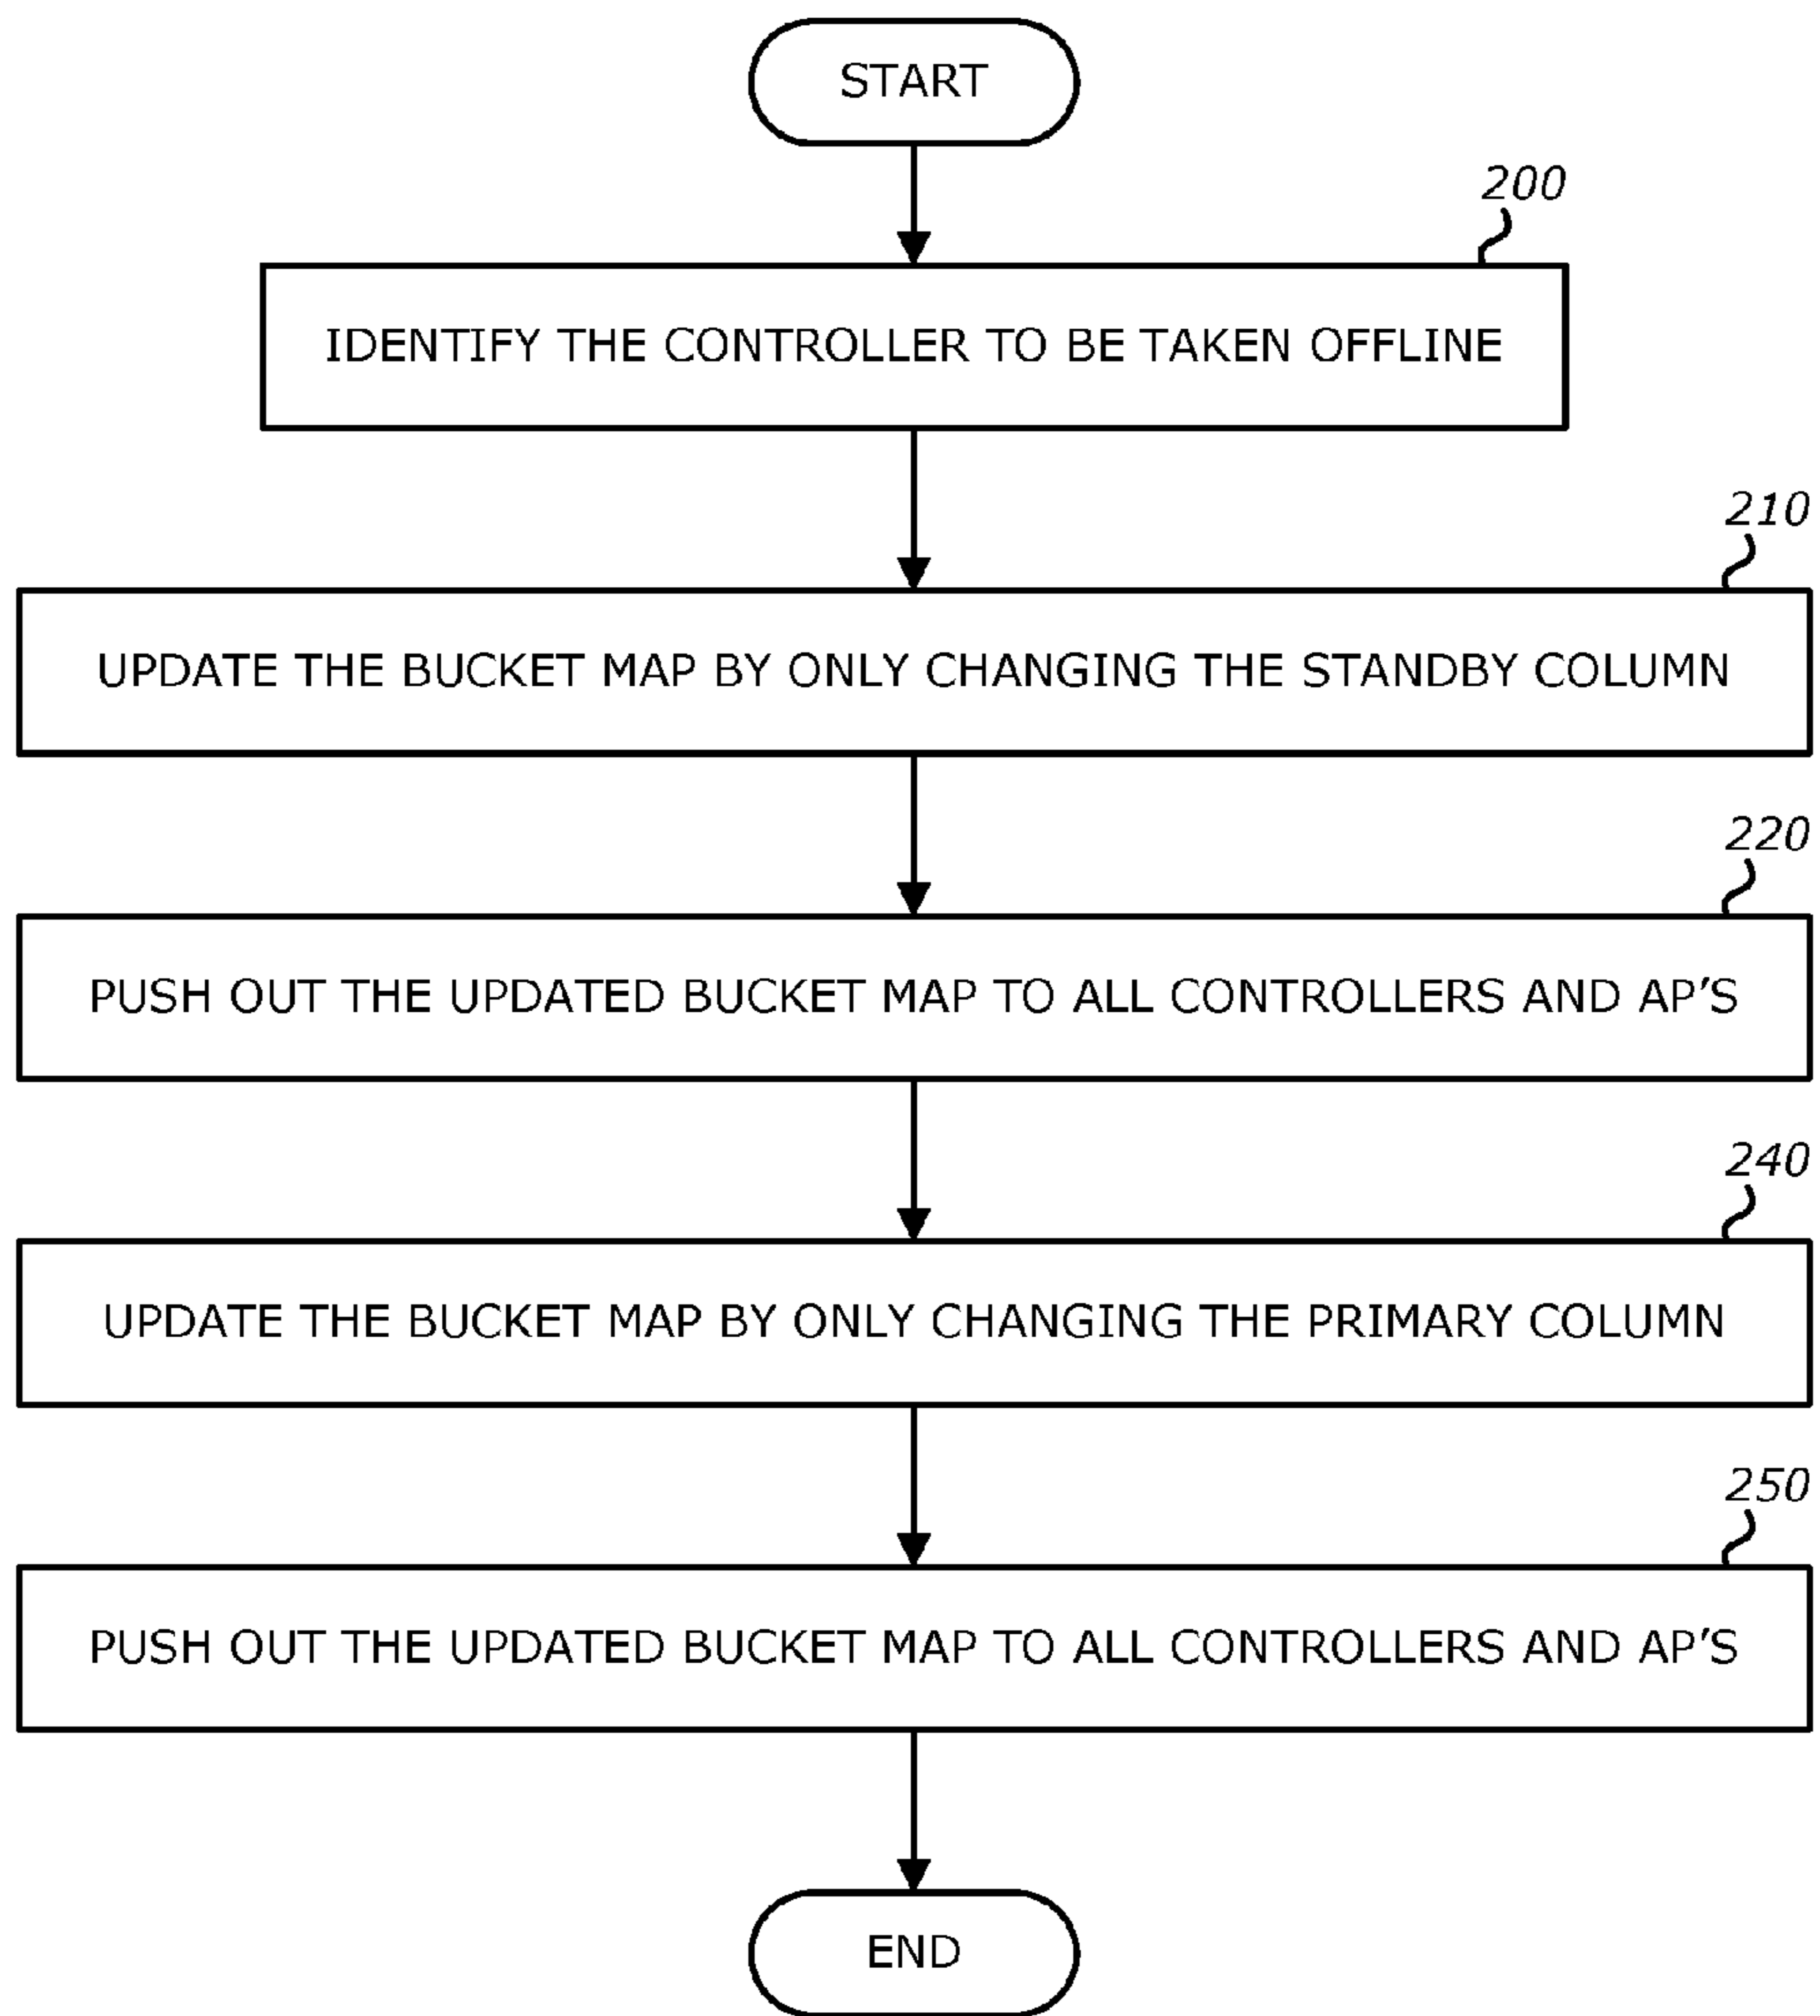 START
200
IDENTIFY THE CONTROLLER TO BE TAKEN OFFLINE
210
UPDATE THE BUCKET MAP BY ONLY CHANGING THE STANDBY COLUMN
220
PUSH OUT THE UPDATED BUCKET MAP TO ALL CONTROLLERS AND AP'S
240
UPDATE THE BUCKET MAP BY ONLY CHANGING THE PRIMARY COLUMN
250
PUSH OUT THE UPDATED BUCKET MAP TO ALL CONTROLLERS AND AP'S
END